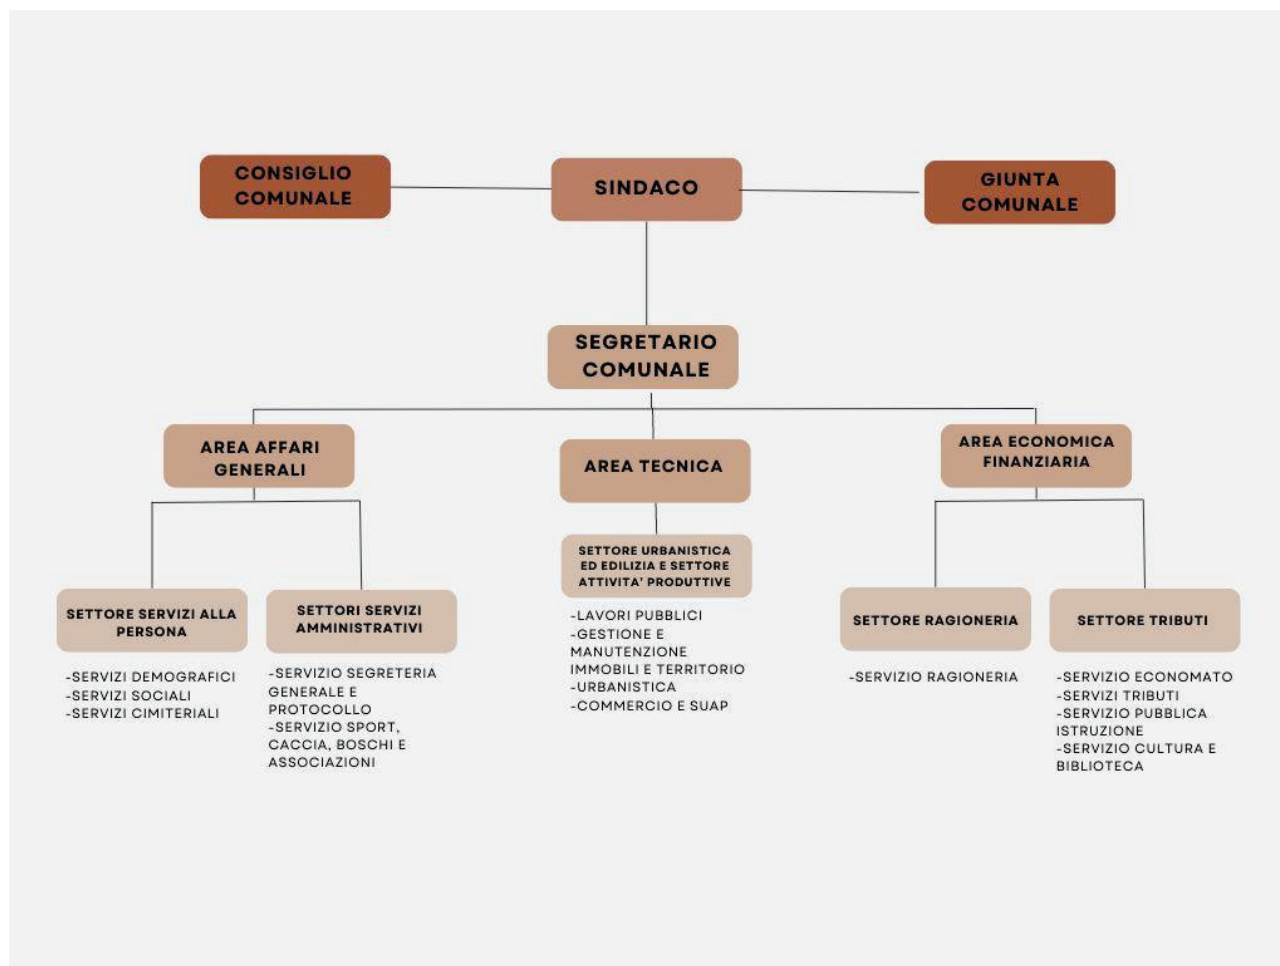 CONSIGLIO
COMUNALE
SINDACO
GIUNTA
COMUNALE
SEGRETARIO
COMUNALE
AREA AFFARI
GENERALI
AREA TECNICA
AREA ECONOMICA
FINANZIARIA
SETTORE SERVIZI ALLA
PERSONA
-SERVIZI DEMOGRAFICI
-SERVIZI SOCIALI
-SERVIZI CIMITERIALI
SETTORI SERVIZI
AMMINISTRATIVI
-SERVIZIO SEGRETERIA
GENERALE E
PROTOCOLLO
-SERVIZIO SPORT,
CACCIA, BOSCHI E
ASSOCIAZIONI
SETTORE URBANISTICA
ED EDILIZIA E SETTORE
ATTIVITA' PRODUTTIVE
-LAVORI PUBBLICI
-GESTIONE E
MANUTENZIONE
IMMOBILI E TERRITORIO
-URBANISTICA
-COMMERCIO E SUAP
SETTORE RAGIONERIA
-SERVIZIO RAGIONERIA
SETTORE TRIBUTI
-SERVIZIO ECONOMATO
-SERVIZI TRIBUTI
-SERVIZIO PUBBLICA
ISTRUZIONE
-SERVIZIO CULTURA E
BIBLIOTECA